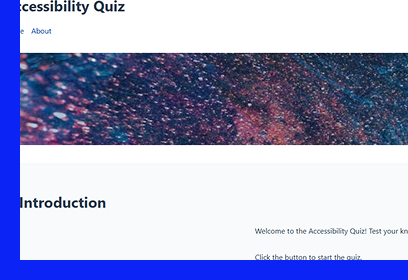 ccessibility Quiz
e About
Introduction
Welcome to the Accessibility Quiz! Test your kn
Click the button to start the quiz.